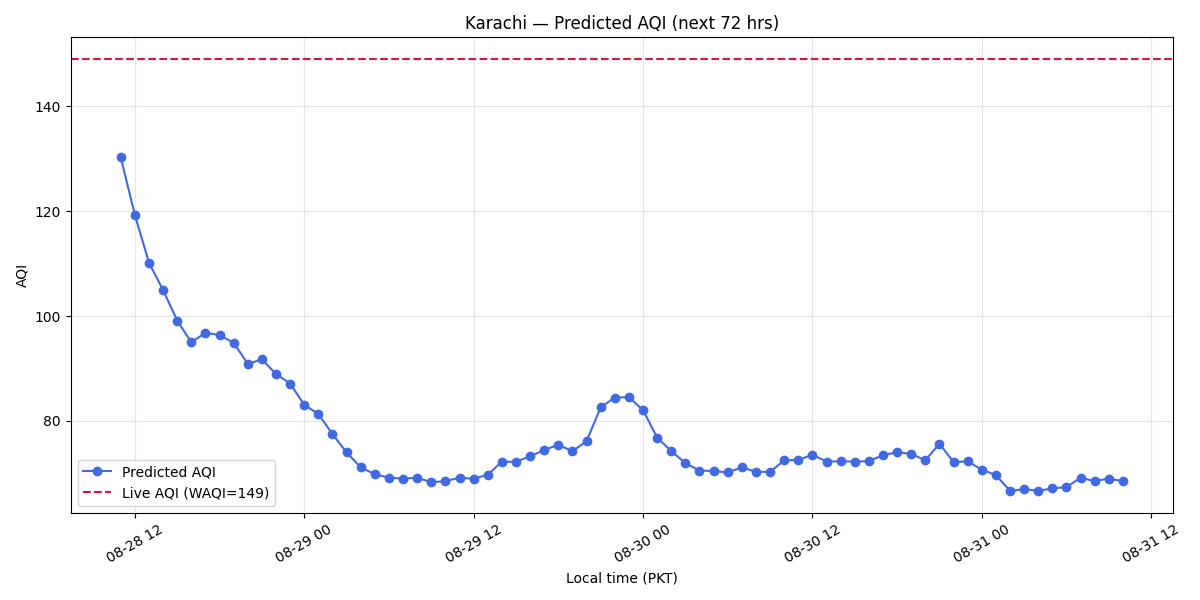 Karachi — Predicted AQI (next 72 hrs)
AQI
140
120
100
80
Predicted AQI
Live AQI (WAQI=149)
08-28 12
08-29 00
08-29 12
08-30 00
08-30 12
08-31 00
08-31 12
Local time (PKT)